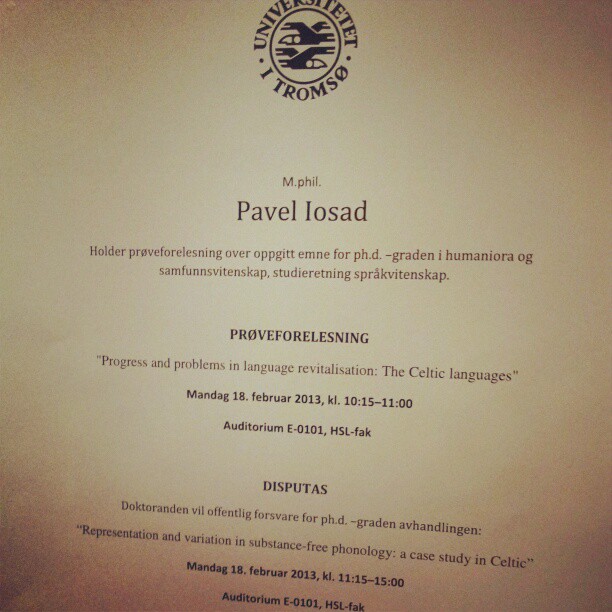 UNIVERSITETET
· I TROMSØ ·
M.phil.
Pavel Iosad
Holder prøveforelesning over oppgitt emne for ph.d. –graden i humaniora og
samfunnsvitenskap, studieretning språkvitenskap.
PRØVEFORELESNING
"Progress and problems in language revitalisation: The Celtic languages"
Mandag 18. februar 2013, kl. 10:15–11:00
Auditorium E-0101, HSL-fak
DISPUTAS
Doktoranden vil offentlig forsvare for ph.d. –graden avhandlingen:
“Representation and variation in substance-free phonology: a case study in Celtic”
Mandag 18. februar 2013, kl. 11:15–15:00
Auditorium E-0101, HSL-fak